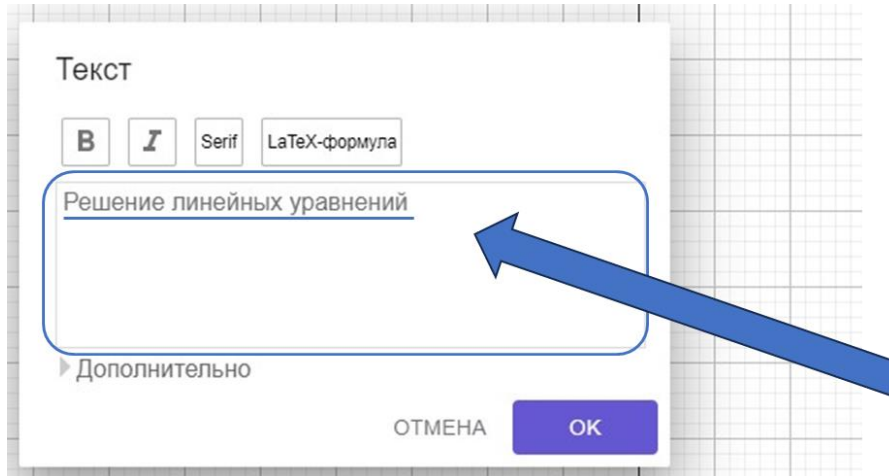 Текст
B I Serif LaTeX-формула
Решение линейных уравнений
Дополнительно
ОТМЕНА OK